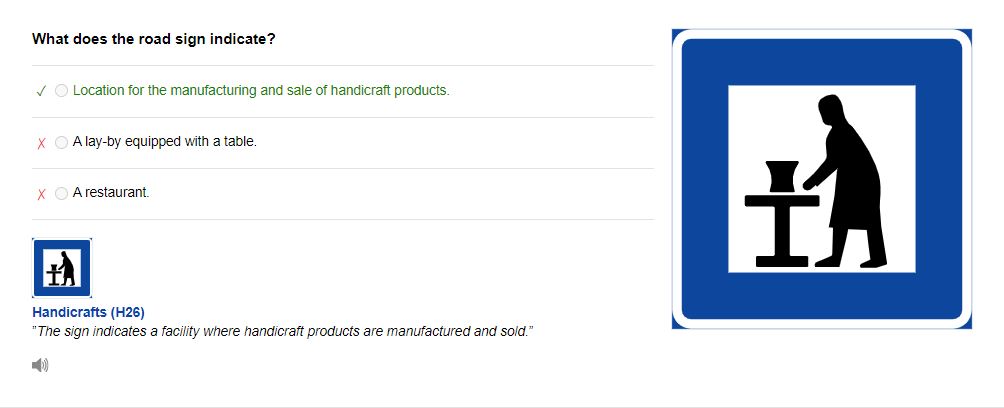 What does the road sign indicate?
✓ Location for the manufacturing and sale of handicraft products.
X A lay-by equipped with a table.
X A restaurant.
Handicrafts (H26)
"The sign indicates a facility where handicraft products are manufactured and sold."